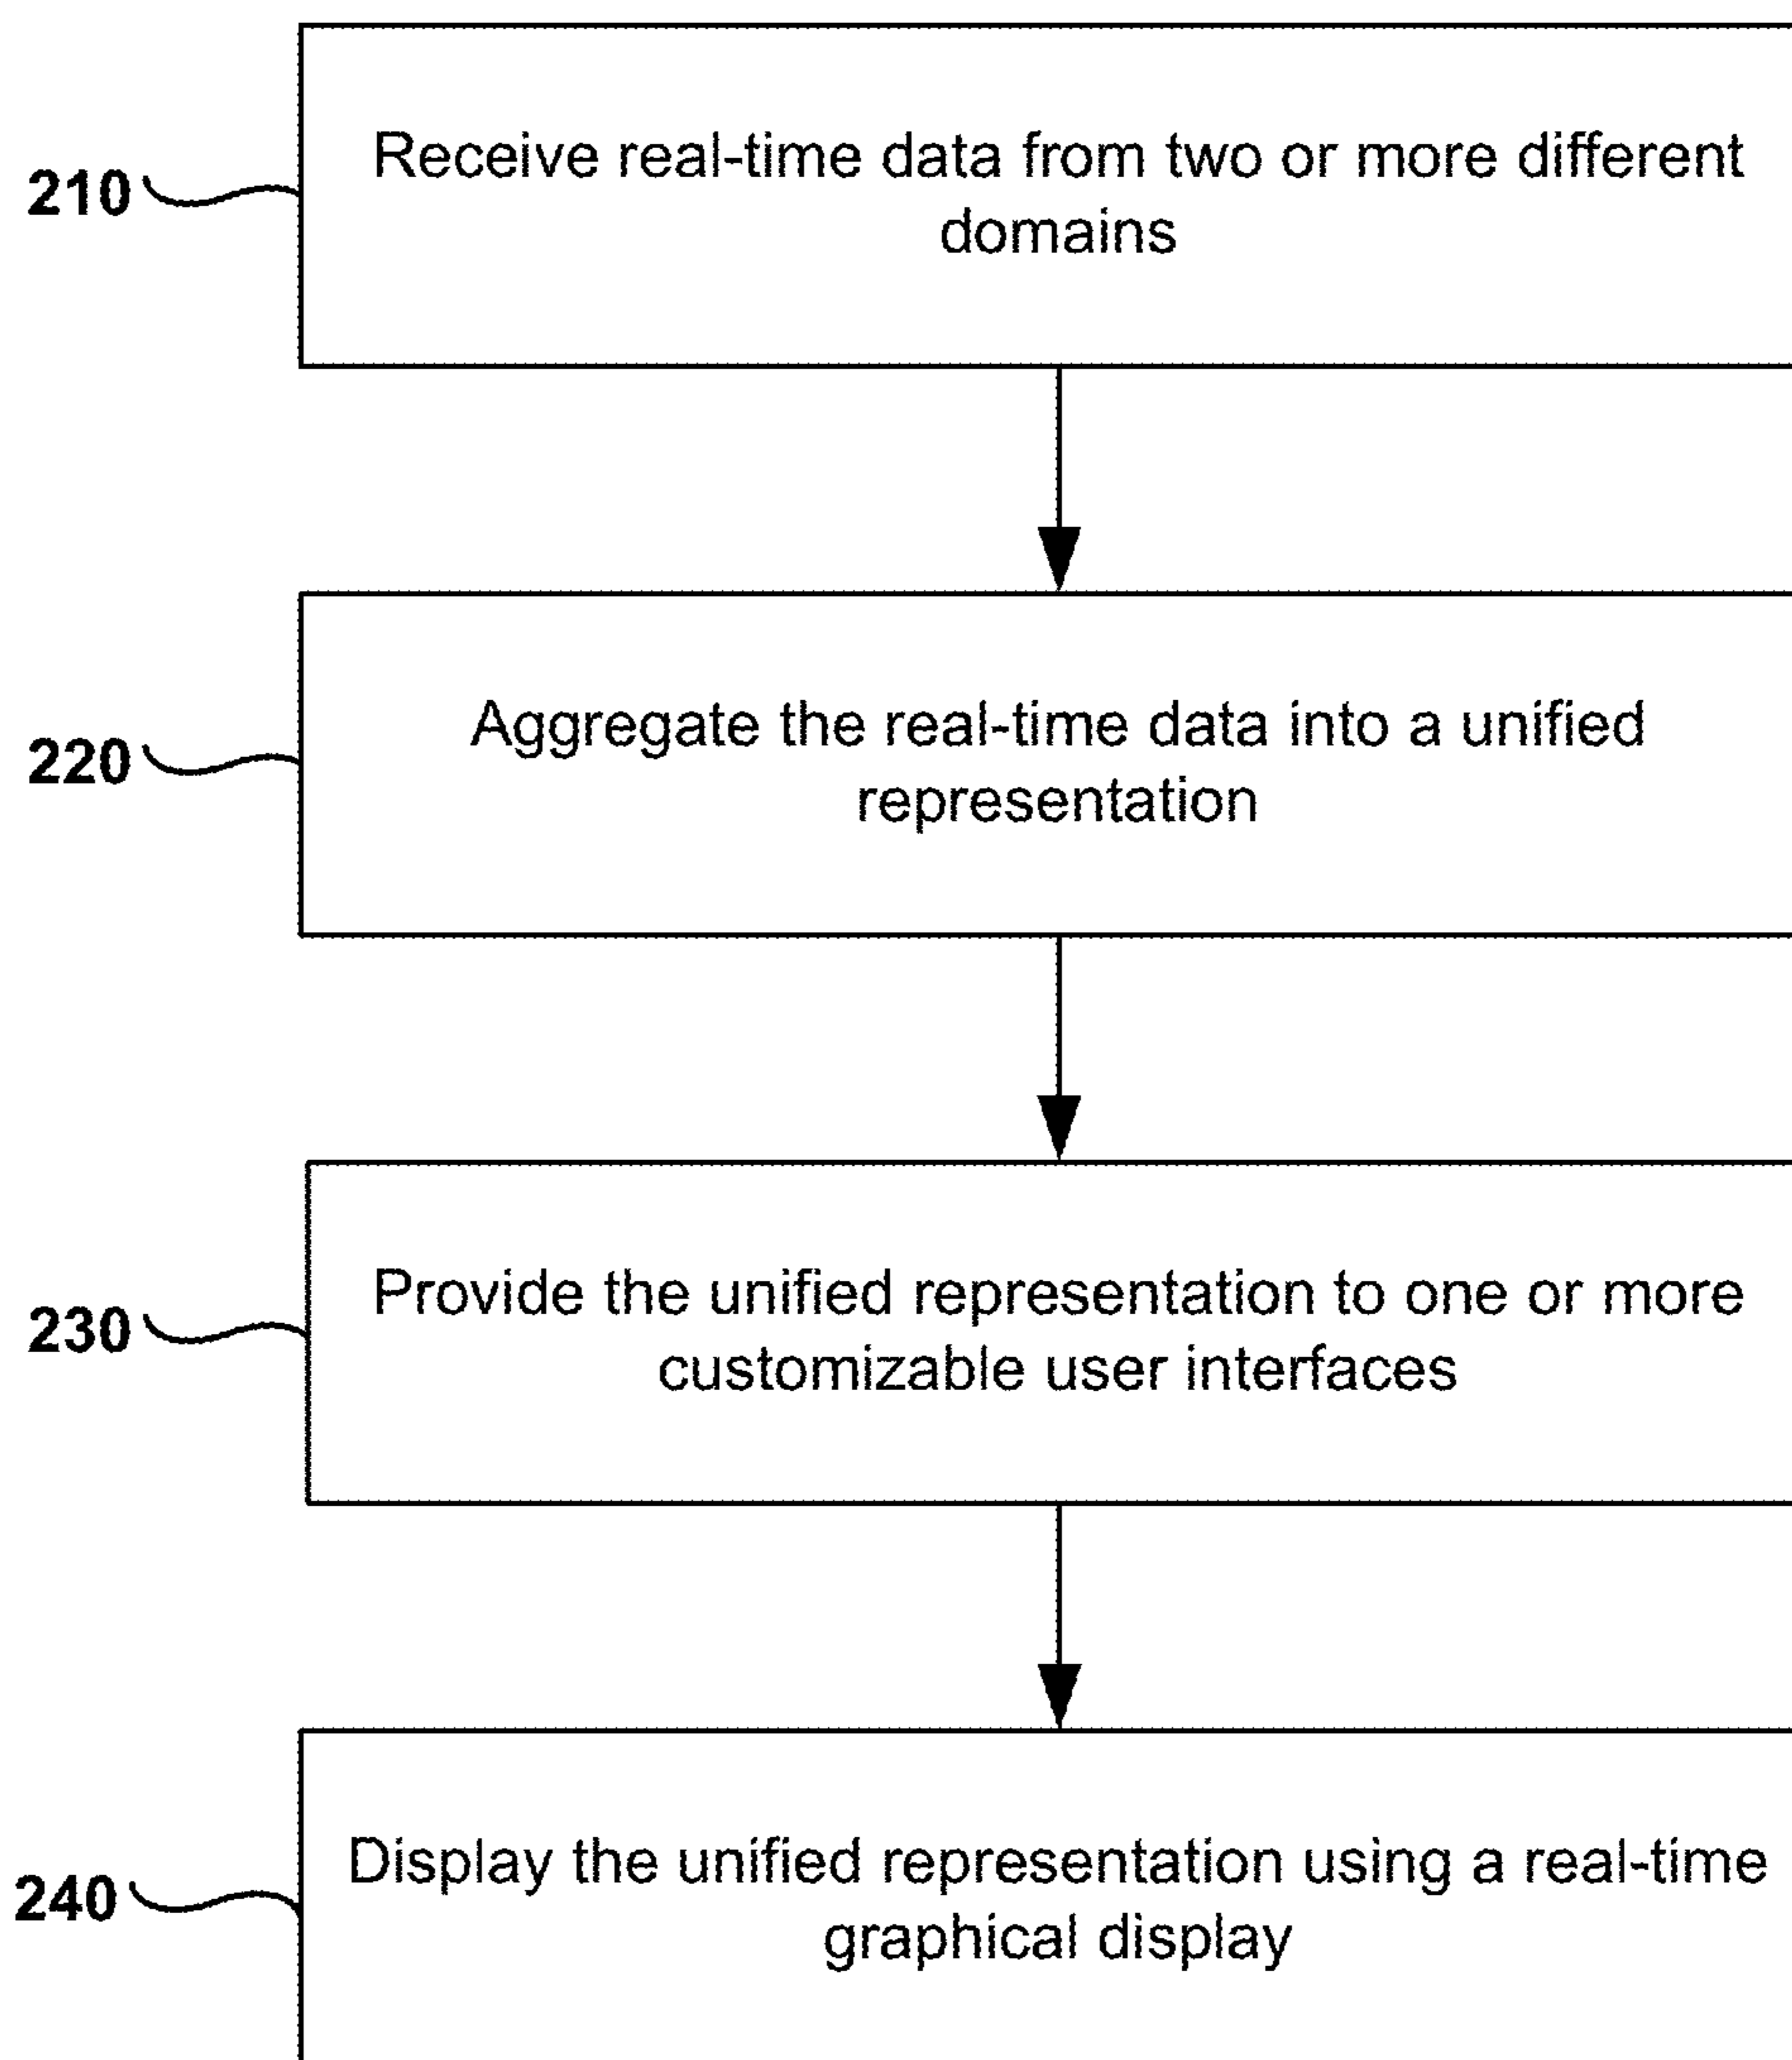 210
Receive real-time data from two or more different
domains
220
Aggregate the real-time data into a unified
representation
230
Provide the unified representation to one or more
customizable user interfaces
240
Display the unified representation using a real-time
graphical display